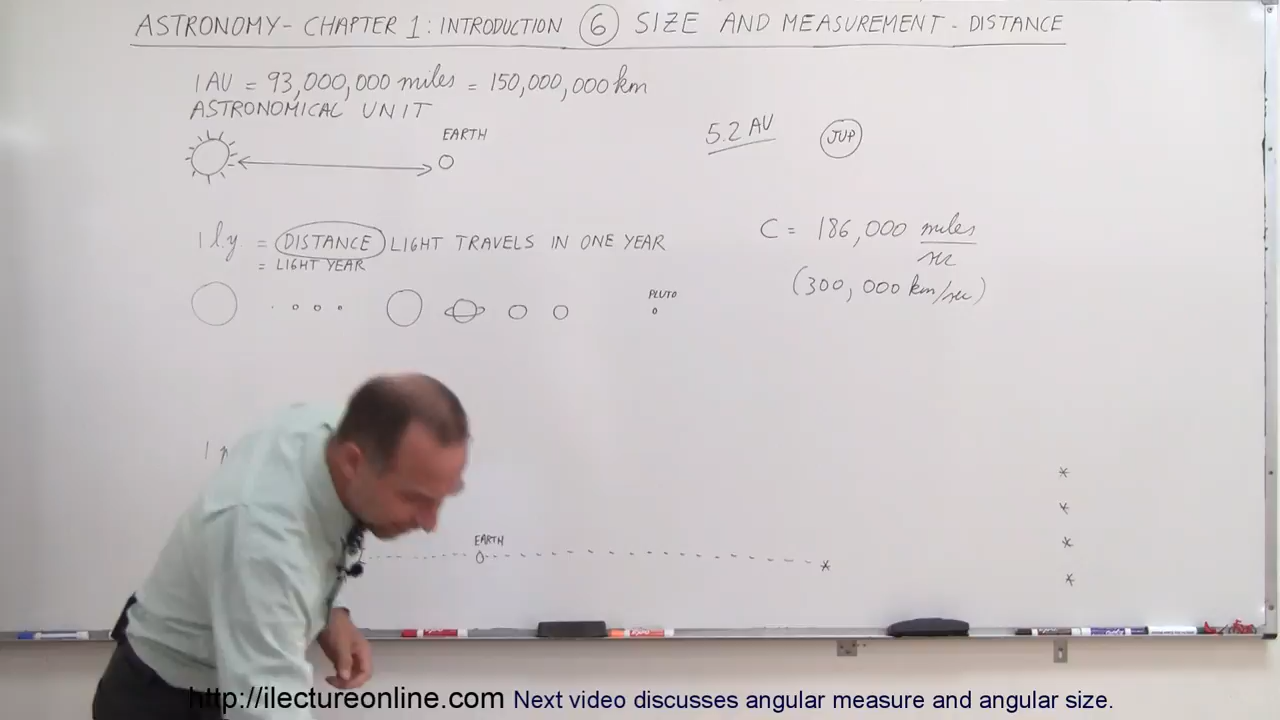 ASTRONOMY - CHAPTER 1: INTRODUCTION 6 SIZE AND MEASUREMENT - DISTANCE
1 AU = 93,000,000 miles = 150,000,000 km
ASTRONOMICAL UNIT
EARTH
5.2 AU
JUP
1 l.y. = DISTANCE LIGHT TRAVELS IN ONE YEAR
= LIGHT YEAR
C = 186,000 miles/sec
(300,000 km/sec)
PLUTO
1
EARTH
http://ilectureonline.com Next video discusses angular measure and angular size.